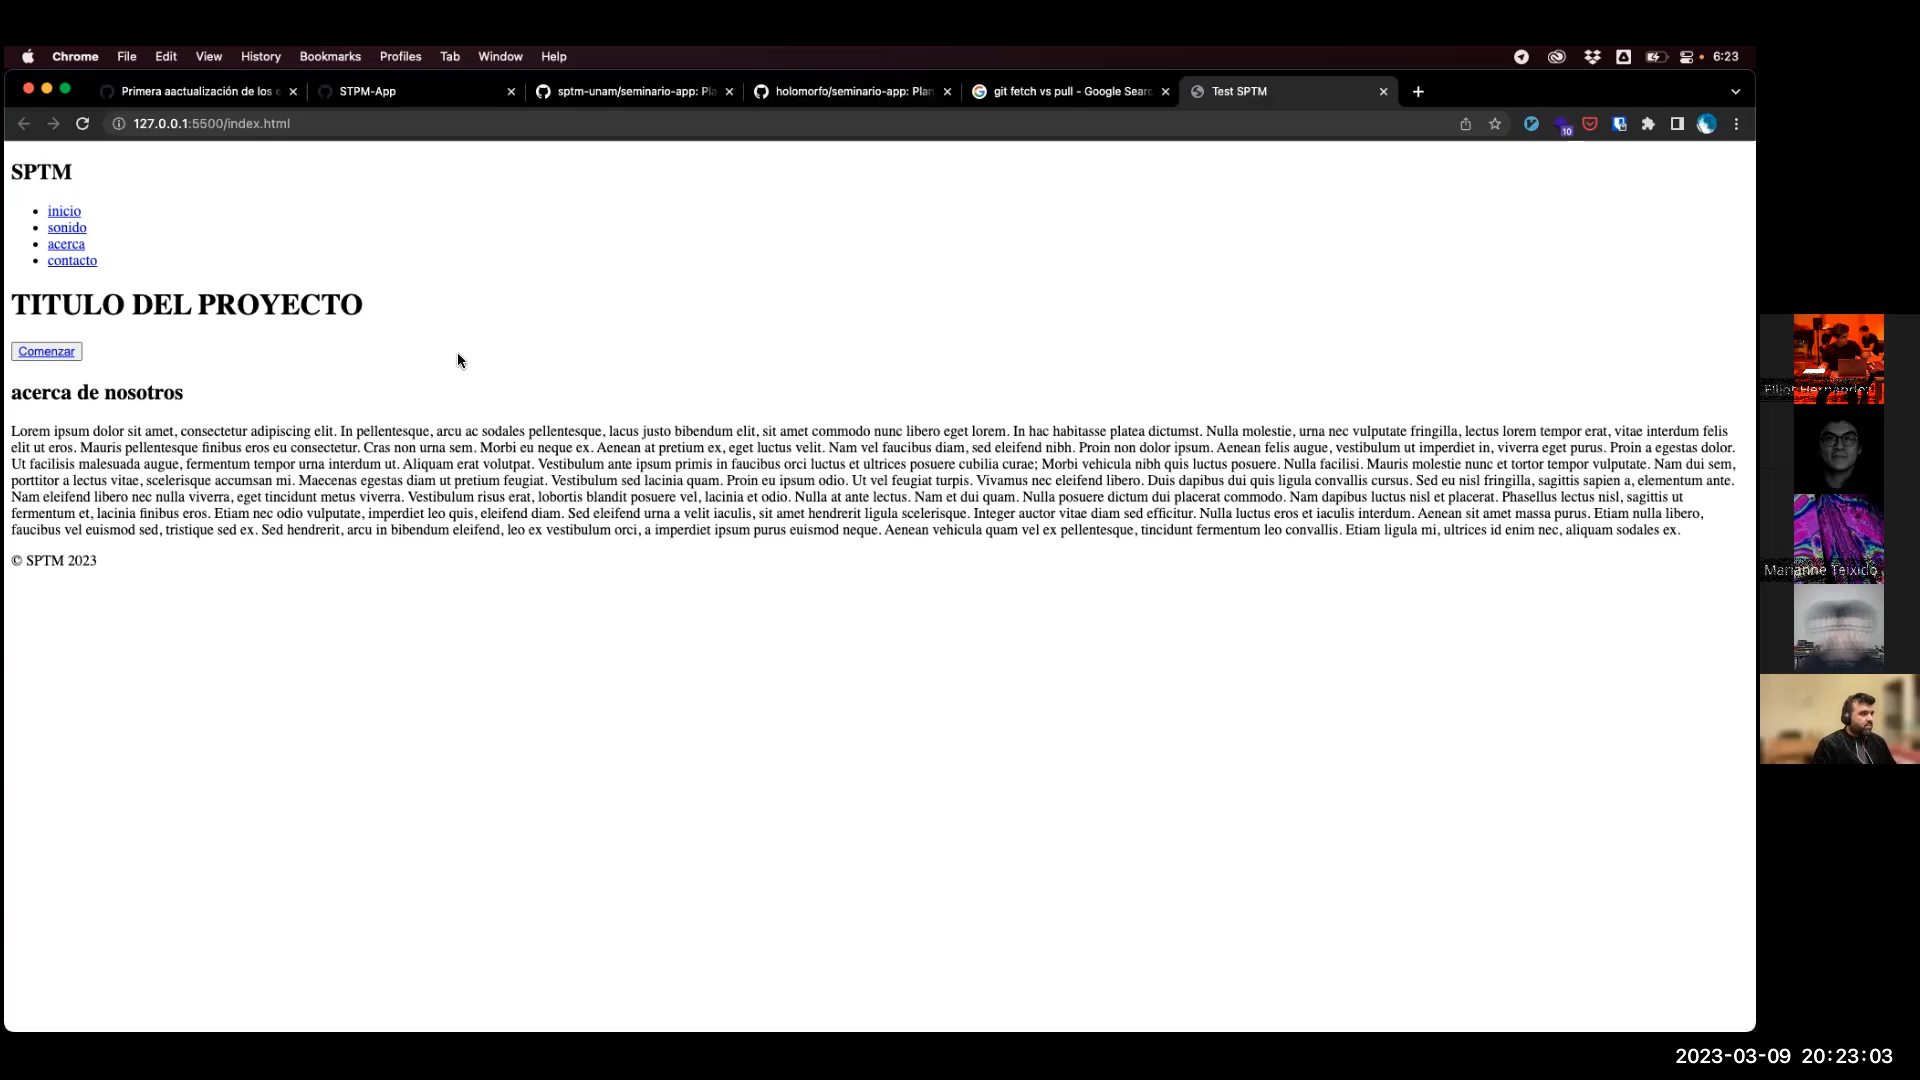 Chrome File Edit View History Bookmarks Profiles Tab Window Help 6:23
Primera aactualización de los e STPM-App sptm-unam/seminario-app: Pla holomorfo/seminario-app: Plan git fetch vs pull - Google Searc Test SPTM
127.0.0.1:5500/index.html 10
SPTM
inicio
sonido
acerca
contacto
TITULO DEL PROYECTO
Comenzar
acerca de nosotros
Lorem ipsum dolor sit amet, consectetur adipiscing elit. In pellentesque, arcu ac sodales pellentesque, lacus justo bibendum elit, sit amet commodo nunc libero eget lorem. In hac habitasse platea dictumst. Nulla molestie, urna nec vulputate fringilla, lectus lorem tempor erat, vitae interdum felis
elit ut eros. Mauris pellentesque finibus eros eu consectetur. Cras non urna sem. Morbi eu neque ex. Aenean at pretium ex, eget luctus velit. Nam vel faucibus diam, sed eleifend nibh. Proin non dolor ipsum. Aenean felis augue, vestibulum ut imperdiet in, viverra eget purus. Proin a egestas dolor.
Ut facilisis malesuada augue, fermentum tempor urna interdum ut. Aliquam erat volutpat. Vestibulum ante ipsum primis in faucibus orci luctus et ultrices posuere cubilia curae; Morbi vehicula nibh quis luctus posuere. Nulla facilisi. Mauris molestie nunc et tortor tempor vulputate. Nam dui sem,
porttitor a lectus vitae, scelerisque accumsan mi. Maecenas egestas diam ut pretium feugiat. Vestibulum sed lacinia quam. Proin eu ipsum odio. Ut vel feugiat turpis. Vivamus nec eleifend libero. Duis dapibus dui quis ligula convallis cursus. Sed eu nisl fringilla, sagittis sapien a, elementum ante.
Nam eleifend libero nec nulla viverra, eget tincidunt metus viverra. Vestibulum risus erat, lobortis blandit posuere vel, lacinia et odio. Nulla at ante lectus. Nam et dui quam. Nulla posuere dictum dui placerat commodo. Nam dapibus luctus nisl et placerat. Phasellus lectus nisl, sagittis ut
fermentum et, lacinia finibus eros. Etiam nec odio vulputate, imperdiet leo quis, eleifend diam. Sed eleifend urna a velit iaculis, sit amet hendrerit ligula scelerisque. Integer auctor vitae diam sed efficitur. Nulla luctus eros et iaculis interdum. Aenean sit amet massa purus. Etiam nulla libero,
faucibus vel euismod sed, tristique sed ex. Sed hendrerit, arcu in bibendum eleifend, leo ex vestibulum orci, a imperdiet ipsum purus euismod neque. Aenean vehicula quam vel ex pellentesque, tincidunt fermentum leo convallis. Etiam ligula mi, ultrices id enim nec, aliquam sodales ex.
© SPTM 2023
Elliot Hernández
Marianne Teixido
2023-03-09 20:23:03